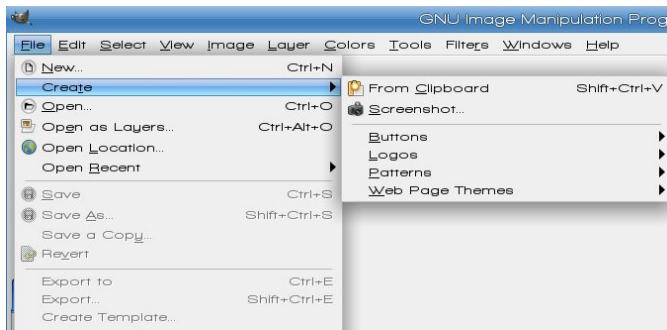 GNU Image Manipulation Prog
File Edit Select View Image Layer Colors Tools Filters Windows Help
New... Ctrl+N
Create
Open... Ctrl+O
Open as Layers... Ctrl+Alt+O
Open Location...
Open Recent
Save Ctrl+S
Save As... Shift+Ctrl+S
Save a Copy...
Revert
Export to Ctrl+E
Export... Shift+Ctrl+E
Create Template...
From Clipboard Shift+Ctrl+V
Screenshot...
Buttons
Logos
Patterns
Web Page Themes